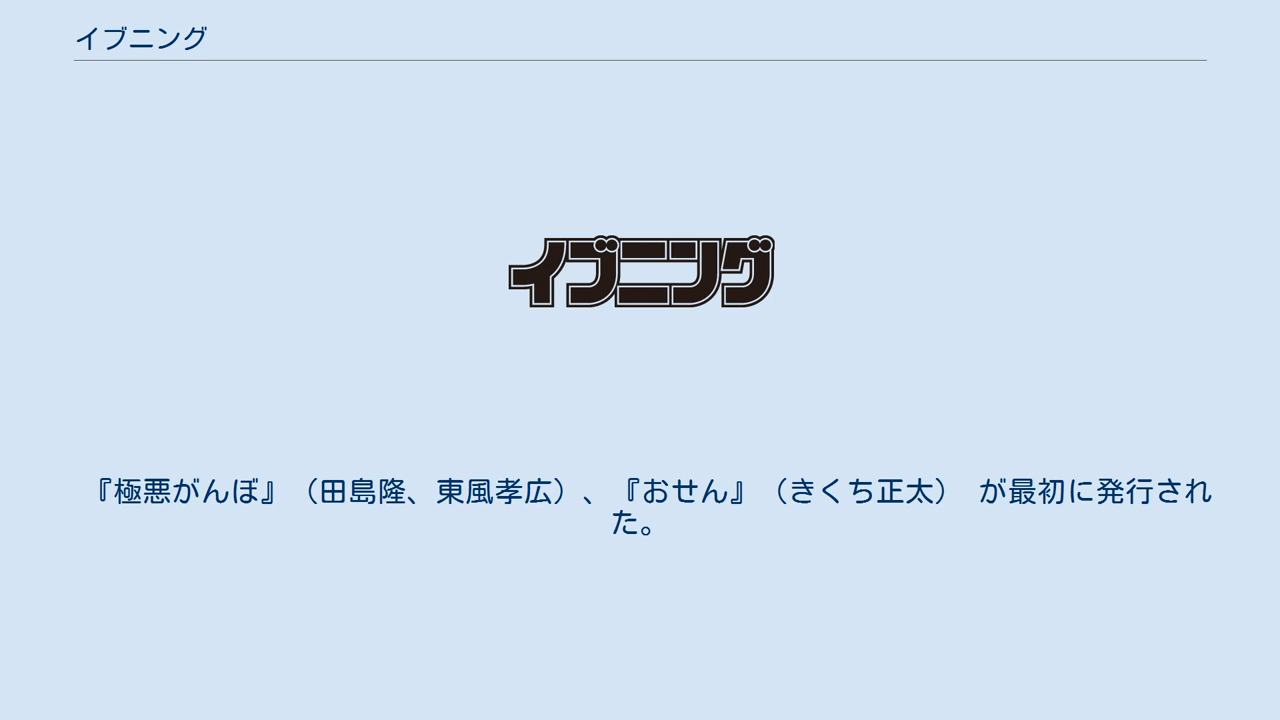 イブニング
イブニング
『極悪がんぼ』（田島隆、東風孝広）、『おせん』（きくち正太）　が最初に発行され
た。